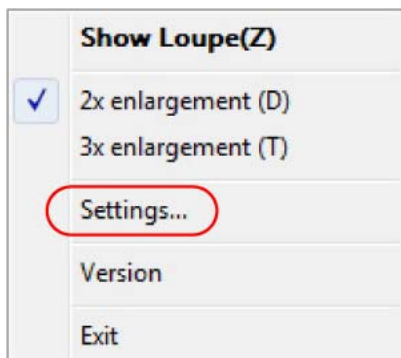 Show Loupe(Z)
2x enlargement (D)
3x enlargement (T)
Settings...
Version
Exit